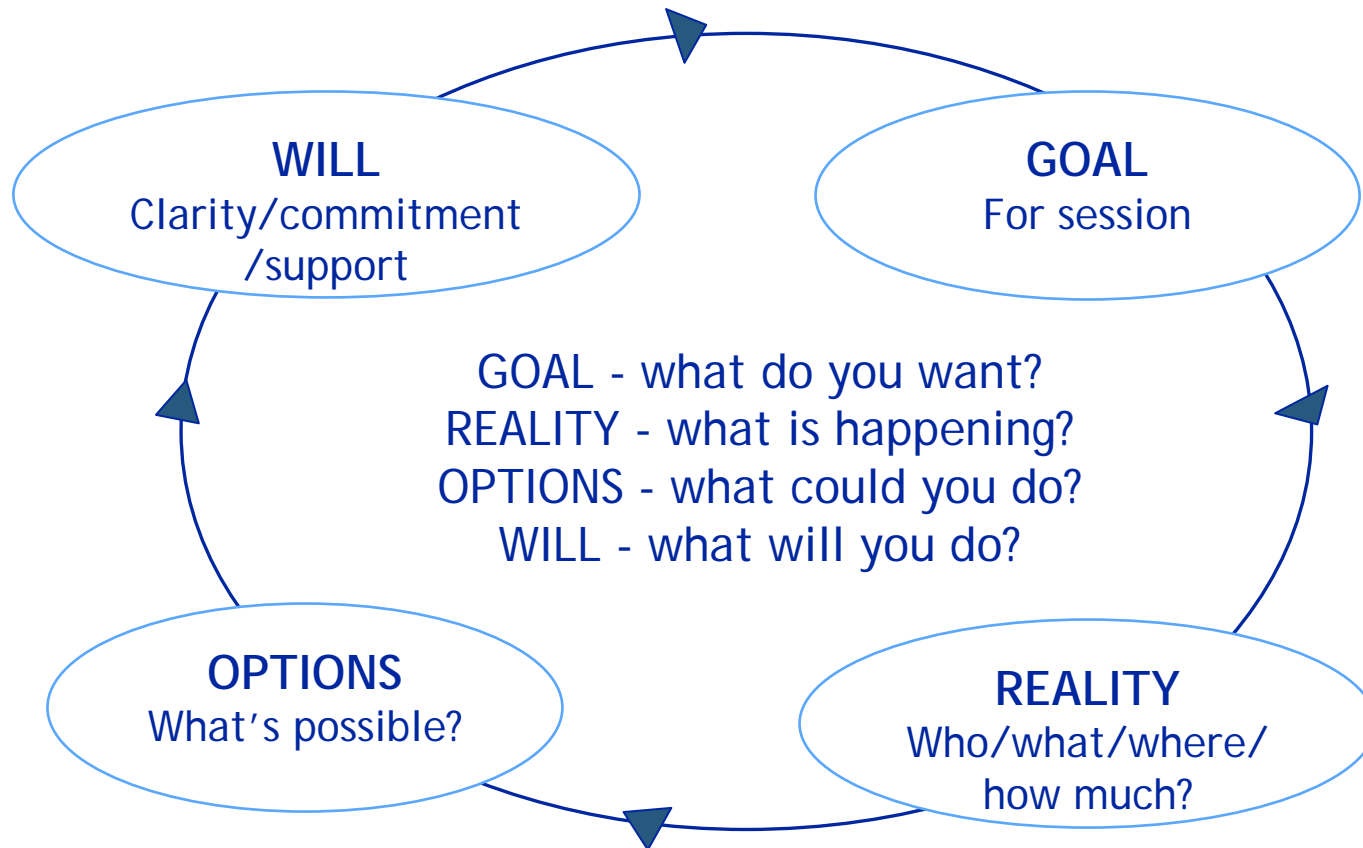 WILL
Clarity/commitment
/support
GOAL
For session
GOAL - what do you want?
REALITY - what is happening?
OPTIONS - what could you do?
WILL - what will you do?
OPTIONS
What's possible?
REALITY
Who/what/where/
how much?